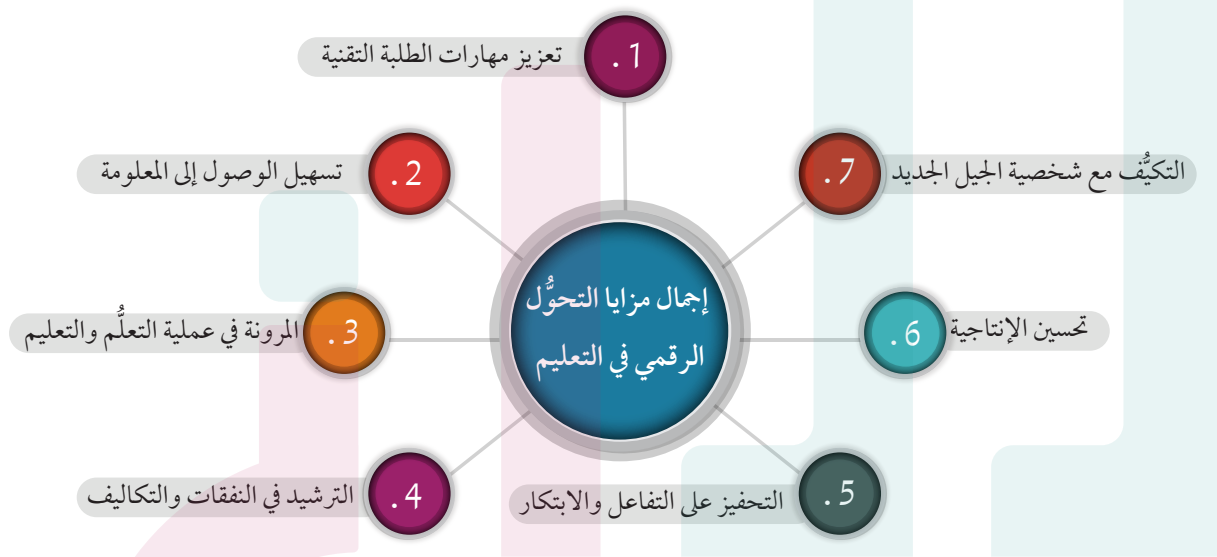 إجمال مزايا التحوُّل
الرقمي في التعليم
1. تعزيز مهارات الطلبة التقنية
2. تسهيل الوصول إلى المعلومة
3. المرونة في عملية التعلُّم والتعليم
4. الترشيد في النفقات والتكاليف
5. التحفيز على التفاعل والابتكار
6. تحسين الإنتاجية
7. التكيُّف مع شخصية الجيل الجديد